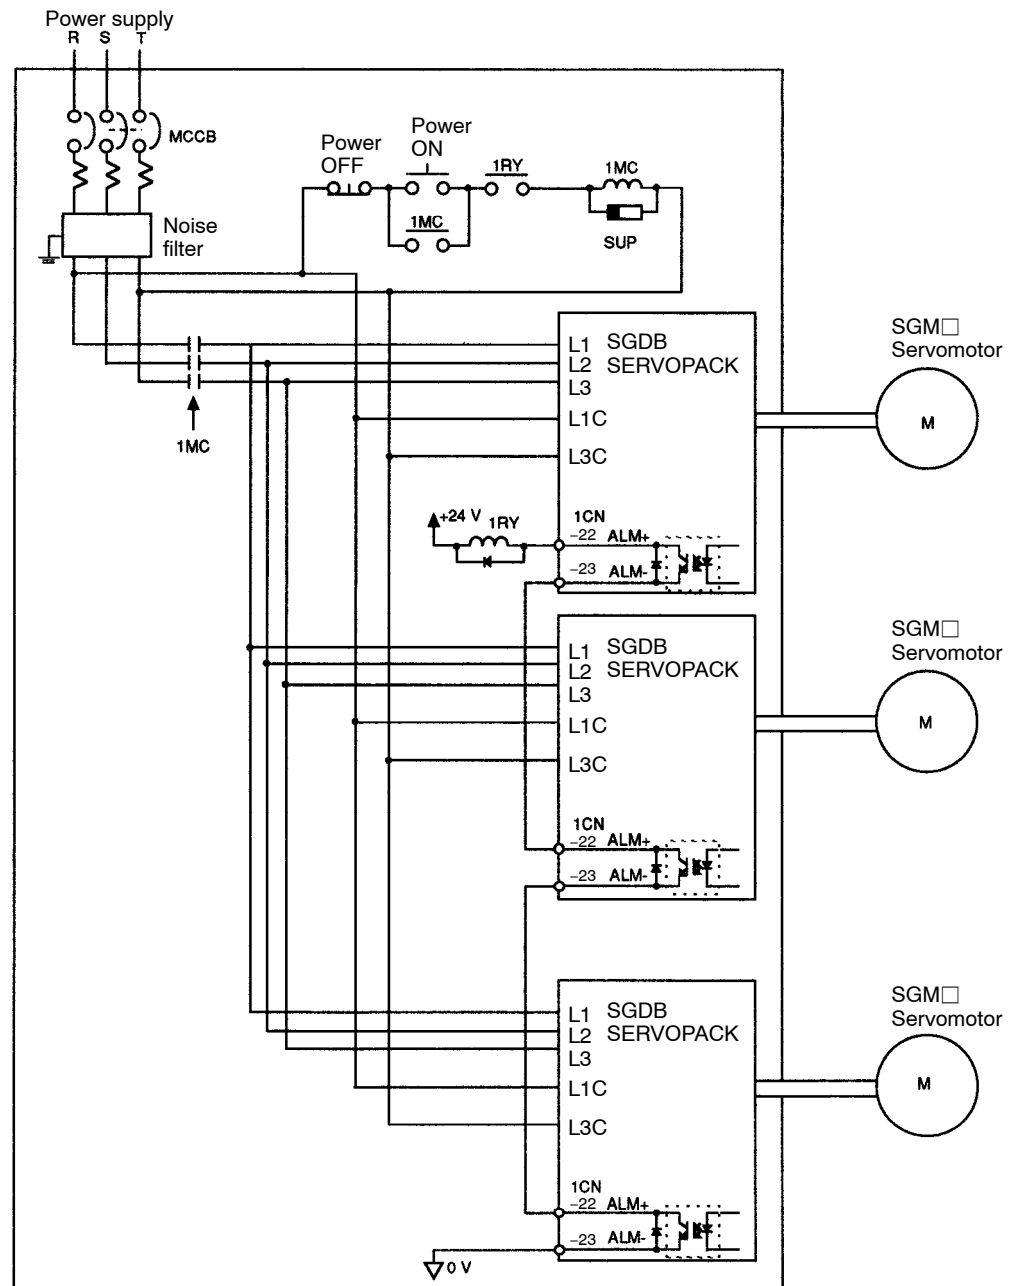 Power supply
R S T
MCCB
Power
OFF
Power
ON
1RY
1MC
1MC
SUP
Noise
filter
1MC
L1 SGDB
L2 SERVOPACK
L3
L1C
L3C
SGM□
Servomotor
M
+24 V 1RY
1CN
–22 ALM+
–23 ALM-
L1 SGDB
L2 SERVOPACK
L3
L1C
L3C
SGM□
Servomotor
M
1CN
–22 ALM+
–23 ALM-
L1 SGDB
L2 SERVOPACK
L3
L1C
L3C
SGM□
Servomotor
M
1CN
–22 ALM+
–23 ALM-
0 V